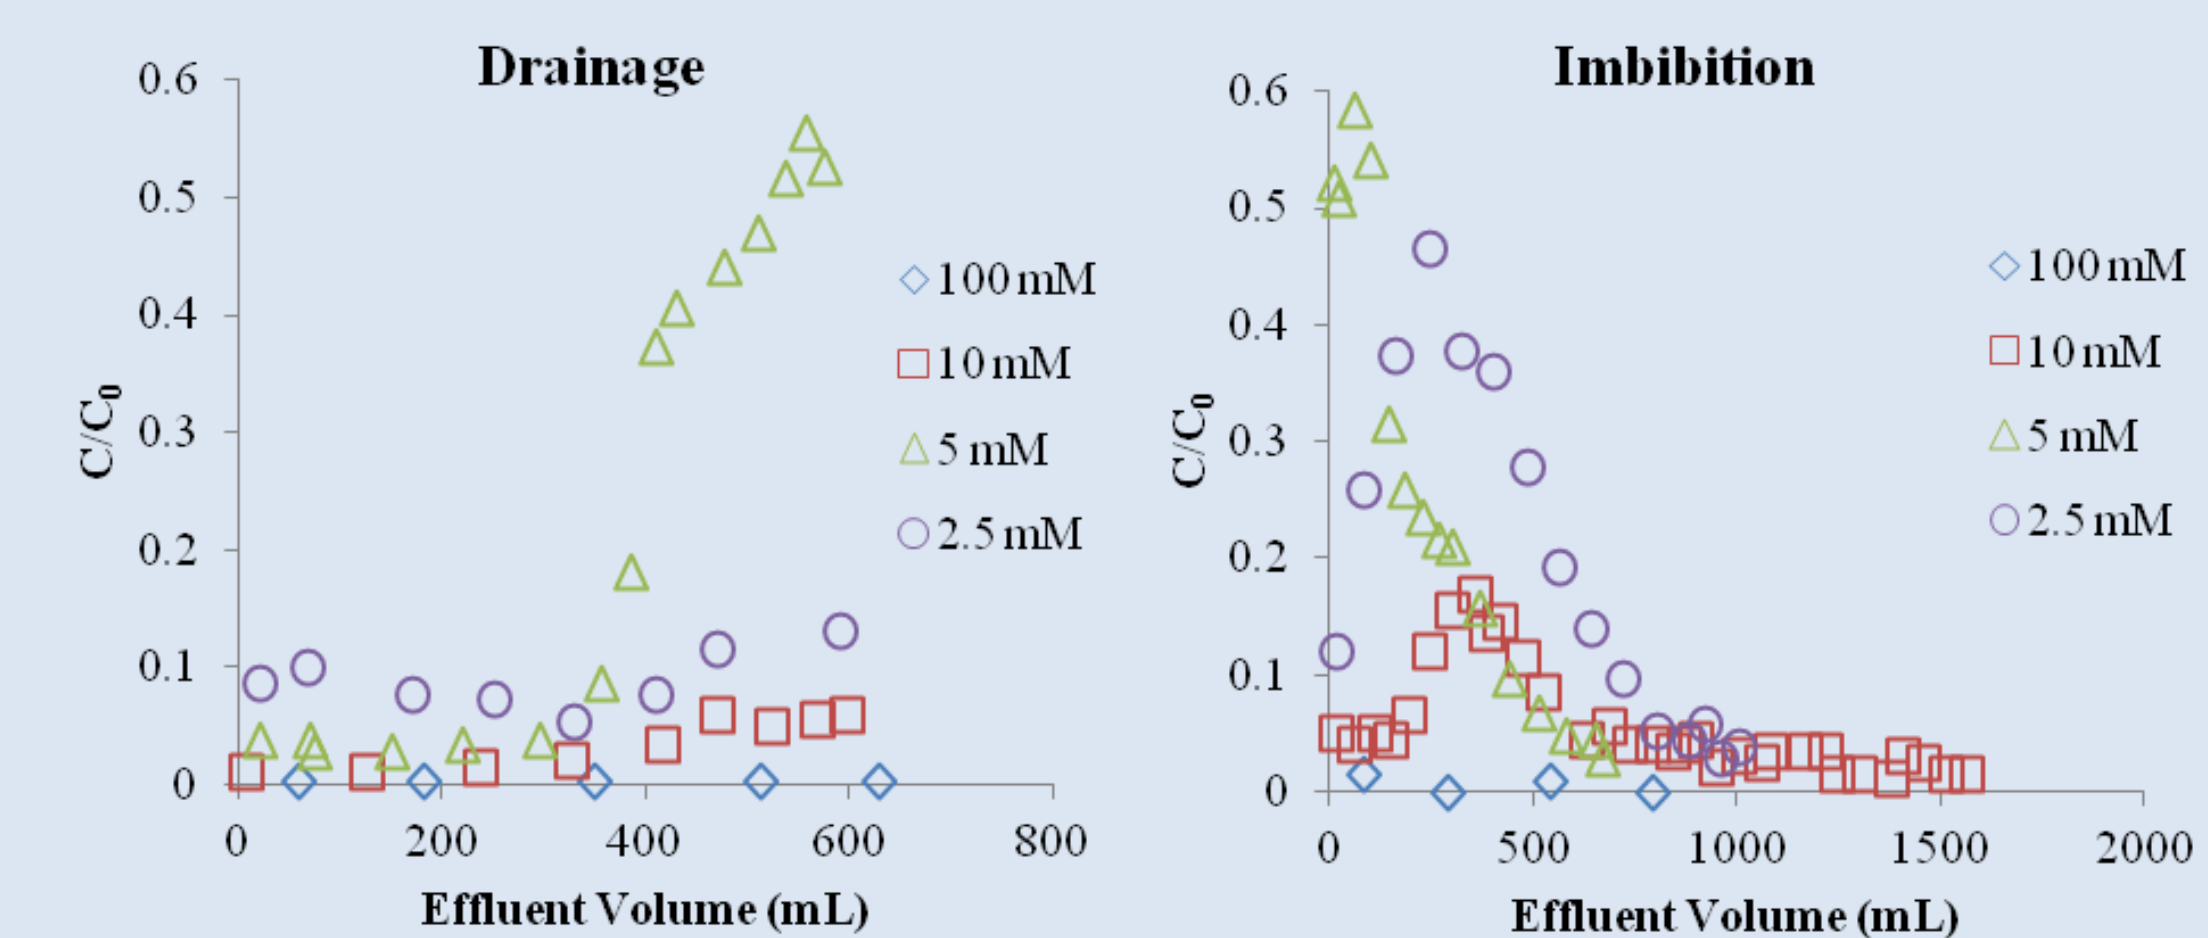 Drainage
0.6
0.5
0.4
0.3
0.2
0.1
0
C/C0
0 200 400 600 800
Effluent Volume (mL)
100 mM
10 mM
5 mM
2.5 mM
Imbibition
0.6
0.5
0.4
0.3
0.2
0.1
0
C/C0
0 500 1000 1500 2000
Effluent Volume (mL)
100 mM
10 mM
5 mM
2.5 mM